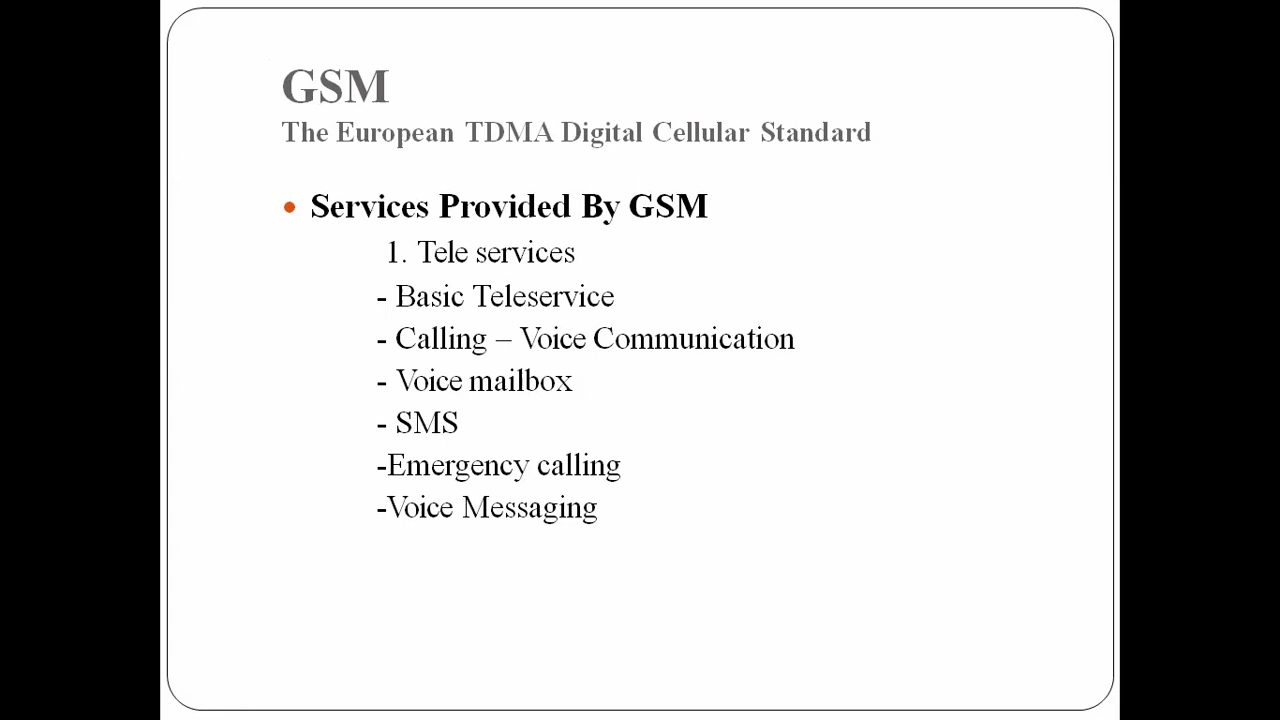 GSM
The European TDMA Digital Cellular Standard
• Services Provided By GSM
1. Tele services
- Basic Teleservice
- Calling – Voice Communication
- Voice mailbox
- SMS
-Emergency calling
-Voice Messaging